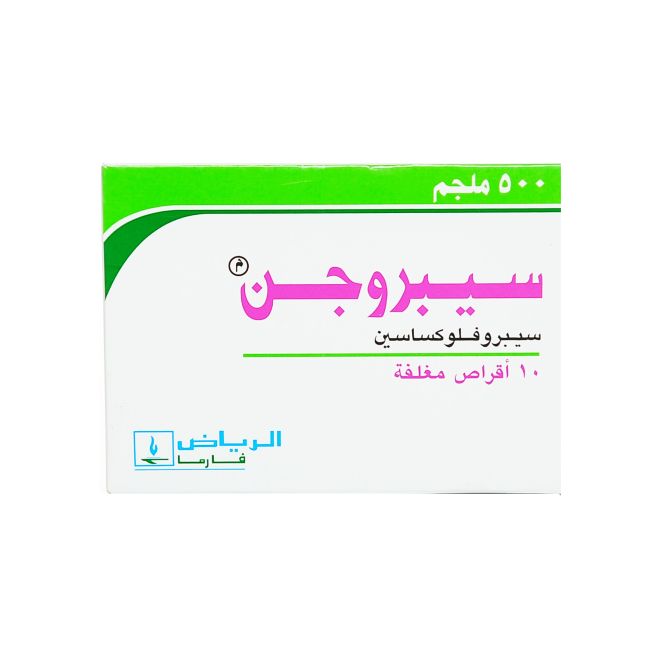 ٥٠٠ ملجم
سيبروجن
سيبروفلوكساسين
١٠ أقراص مغلفة
الرياض
فارما